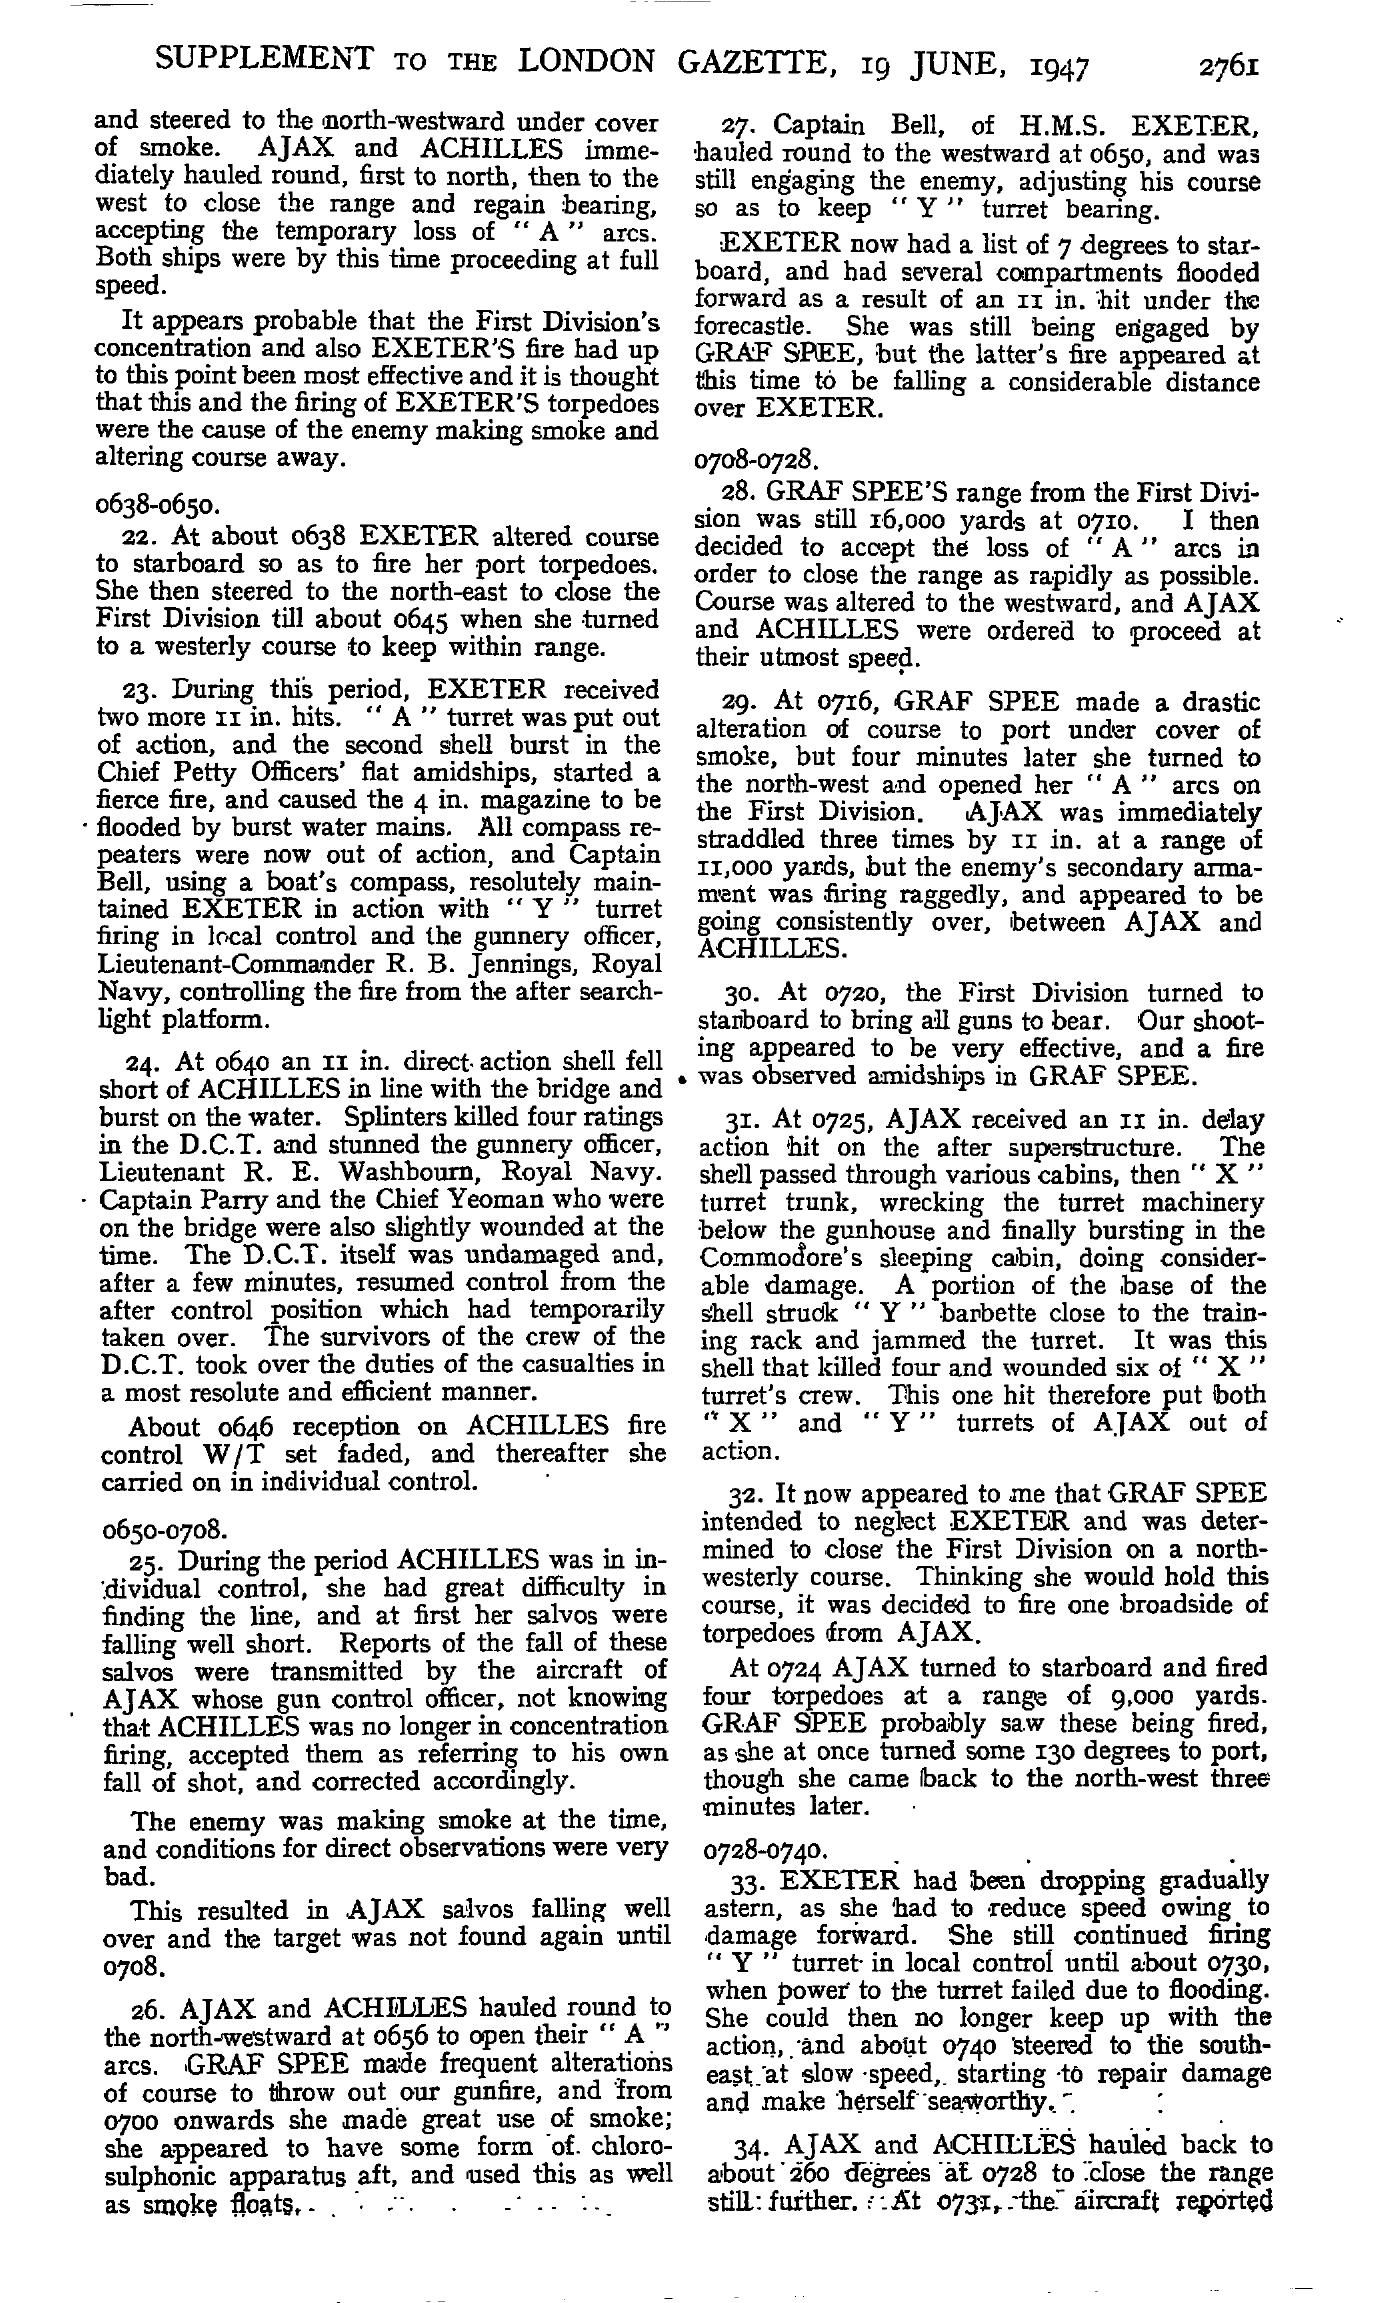 SUPPLEMENT TO THE LONDON GAZETTE, 19 JUNE, 1947 2761
and steered to the north-westward under cover
of smoke. AJAX and ACHILLES imme-
diately hauled round, first to north, then to the
west to close the range and regain bearing,
accepting the temporary loss of " A " arcs.
Both ships were by this time proceeding at full
speed.
It appears probable that the First Division's
concentration and also EXETER'S fire had up
to this point been most effective and it is thought
that this and the firing of EXETER'S torpedoes
were the cause of the enemy making smoke and
altering course away.
0638-0650.
22. At about 0638 EXETER altered course
to starboard so as to fire her port torpedoes.
She then steered to the north-east to close the
First Division till about 0645 when she turned
to a westerly course to keep within range.
23. During this period, EXETER received
two more 11 in. hits. " A " turret was put out
of action, and the second shell burst in the
Chief Petty Officers' flat amidships, started a
fierce fire, and caused the 4 in. magazine to be
flooded by burst water mains. All compass re-
peaters were now out of action, and Captain
Bell, using a boat's compass, resolutely main-
tained EXETER in action with " Y " turret
firing in local control and the gunnery officer,
Lieutenant-Commander R. B. Jennings, Royal
Navy, controlling the fire from the after search-
light platform.
24. At 0640 an 11 in. direct action shell fell
short of ACHILLES in line with the bridge and
burst on the water. Splinters killed four ratings
in the D.C.T. and stunned the gunnery officer,
Lieutenant R. E. Washbourn, Royal Navy.
Captain Parry and the Chief Yeoman who were
on the bridge were also slightly wounded at the
time. The D.C.T. itself was undamaged and,
after a few minutes, resumed control from the
after control position which had temporarily
taken over. The survivors of the crew of the
D.C.T. took over the duties of the casualties in
a most resolute and efficient manner.
About 0646 reception on ACHILLES fire
control W/T set faded, and thereafter she
carried on in individual control.
0650-0708.
25. During the period ACHILLES was in in-
dividual control, she had great difficulty in
finding the line, and at first her salvos were
falling well short. Reports of the fall of these
salvos were transmitted by the aircraft of
AJAX whose gun control officer, not knowing
that ACHILLES was no longer in concentration
firing, accepted them as referring to his own
fall of shot, and corrected accordingly.
The enemy was making smoke at the time,
and conditions for direct observations were very
bad.
This resulted in AJAX salvos falling well
over and the target was not found again until
0708.
26. AJAX and ACHILLES hauled round to
the north-westward at 0656 to open their " A "
arcs. GRAF SPEE made frequent alterations
of course to throw out our gunfire, and from
0700 onwards she made great use of smoke;
she appeared to have some form of chloro-
sulphonic apparatus aft, and used this as well
as smoke floats.
27. Captain Bell, of H.M.S. EXETER,
hauled round to the westward at 0650, and was
still engaging the enemy, adjusting his course
so as to keep " Y " turret bearing.
EXETER now had a list of 7 degrees to star-
board, and had several compartments flooded
forward as a result of an 11 in. hit under the
forecastle. She was still being engaged by
GRAF SPEE, but the latter's fire appeared at
this time to be falling a considerable distance
over EXETER.
0708-0728.
28. GRAF SPEE'S range from the First Divi-
sion was still 16,000 yards at 0710. I then
decided to accept the loss of " A " arcs in
order to close the range as rapidly as possible.
Course was altered to the westward, and AJAX
and ACHILLES were ordered to proceed at
their utmost speed.
29. At 0716, GRAF SPEE made a drastic
alteration of course to port under cover of
smoke, but four minutes later she turned to
the north-west and opened her " A " arcs on
the First Division. AJAX was immediately
straddled three times by 11 in. at a range of
11,000 yards, but the enemy's secondary arma-
ment was firing raggedly, and appeared to be
going consistently over, between AJAX and
ACHILLES.
30. At 0720, the First Division turned to
starboard to bring all guns to bear. Our shoot-
ing appeared to be very effective, and a fire
was observed amidships in GRAF SPEE.
31. At 0725, AJAX received an 11 in. delay
action hit on the after superstructure. The
shell passed through various cabins, then " X "
turret trunk, wrecking the turret machinery
below the gunhouse and finally bursting in the
Commodore's sleeping cabin, doing consider-
able damage. A portion of the base of the
shell struck " Y " barbette close to the train-
ing rack and jammed the turret. It was this
shell that killed four and wounded six of " X "
turret's crew. This one hit therefore put both
" X " and " Y " turrets of AJAX out of
action.
32. It now appeared to me that GRAF SPEE
intended to neglect EXETER and was deter-
mined to close the First Division on a north-
westerly course. Thinking she would hold this
course, it was decided to fire one broadside of
torpedoes from AJAX.
At 0724 AJAX turned to starboard and fired
four torpedoes at a range of 9,000 yards.
GRAF SPEE probably saw these being fired,
as she at once turned some 130 degrees to port,
though she came back to the north-west three
minutes later.
0728-0740.
33. EXETER had been dropping gradually
astern, as she had to reduce speed owing to
damage forward. She still continued firing
" Y " turret in local control until about 0730,
when power to the turret failed due to flooding.
She could then no longer keep up with the
action, and about 0740 steered to the south-
east at slow speed, starting to repair damage
and make herself seaworthy.
34. AJAX and ACHILLES hauled back to
about 260 degrees at 0728 to close the range
still further. At 0731, the aircraft reported